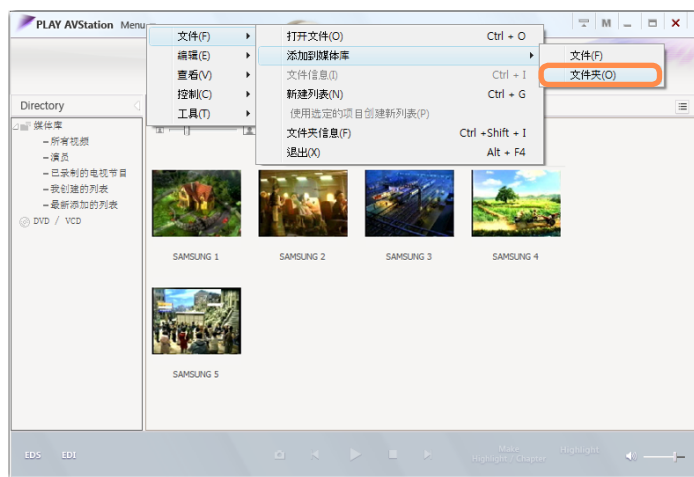 PLAY AVStation Menu M
文件(F)
编辑(E)
查看(V)
控制(C)
工具(T)
打开文件(O) Ctrl + O
添加到媒体库
文件信息(I) Ctrl + I
新建列表(N) Ctrl + G
使用选定的项目创建新列表(P)
文件夹信息(F) Ctrl +Shift + I
退出(X) Alt + F4
文件(F)
文件夹(O)
Directory
媒体库
所有视频
演员
已录制的电视节目
我创建的列表
最新添加的列表
DVD / VCD
SAMSUNG 1
SAMSUNG 2
SAMSUNG 3
SAMSUNG 4
SAMSUNG 5
EDS EDI
Make
Highlight / Chapter
Highlight